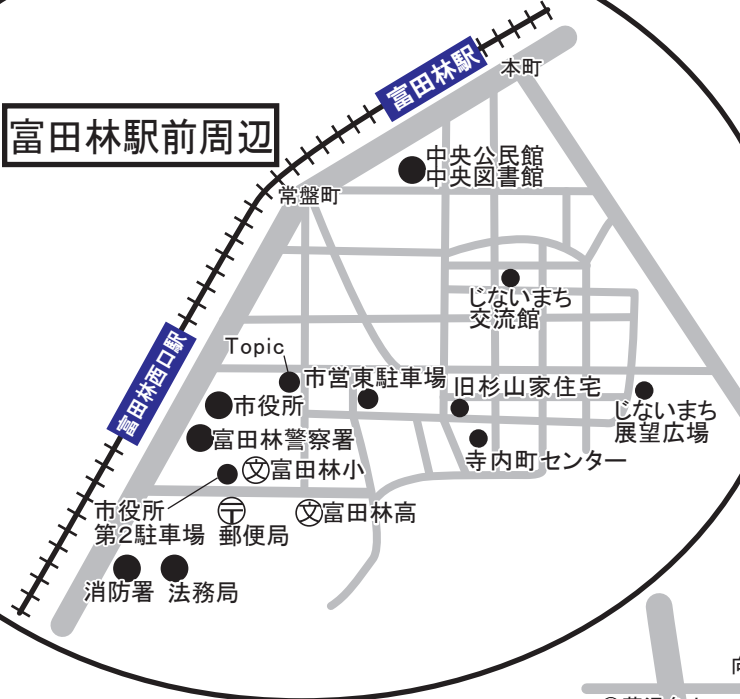 富田林駅
本町
富田林駅前周辺
中央公民館
中央図書館
常盤町
じないまち
交流館
富田林西口駅
Topic
市営東駐車場
旧杉山家住宅
市役所
じないまち
展望広場
富田林警察署
寺内町センター
文富田林小
市役所
第2駐車場
〒
郵便局
文富田林高
消防署
法務局
向